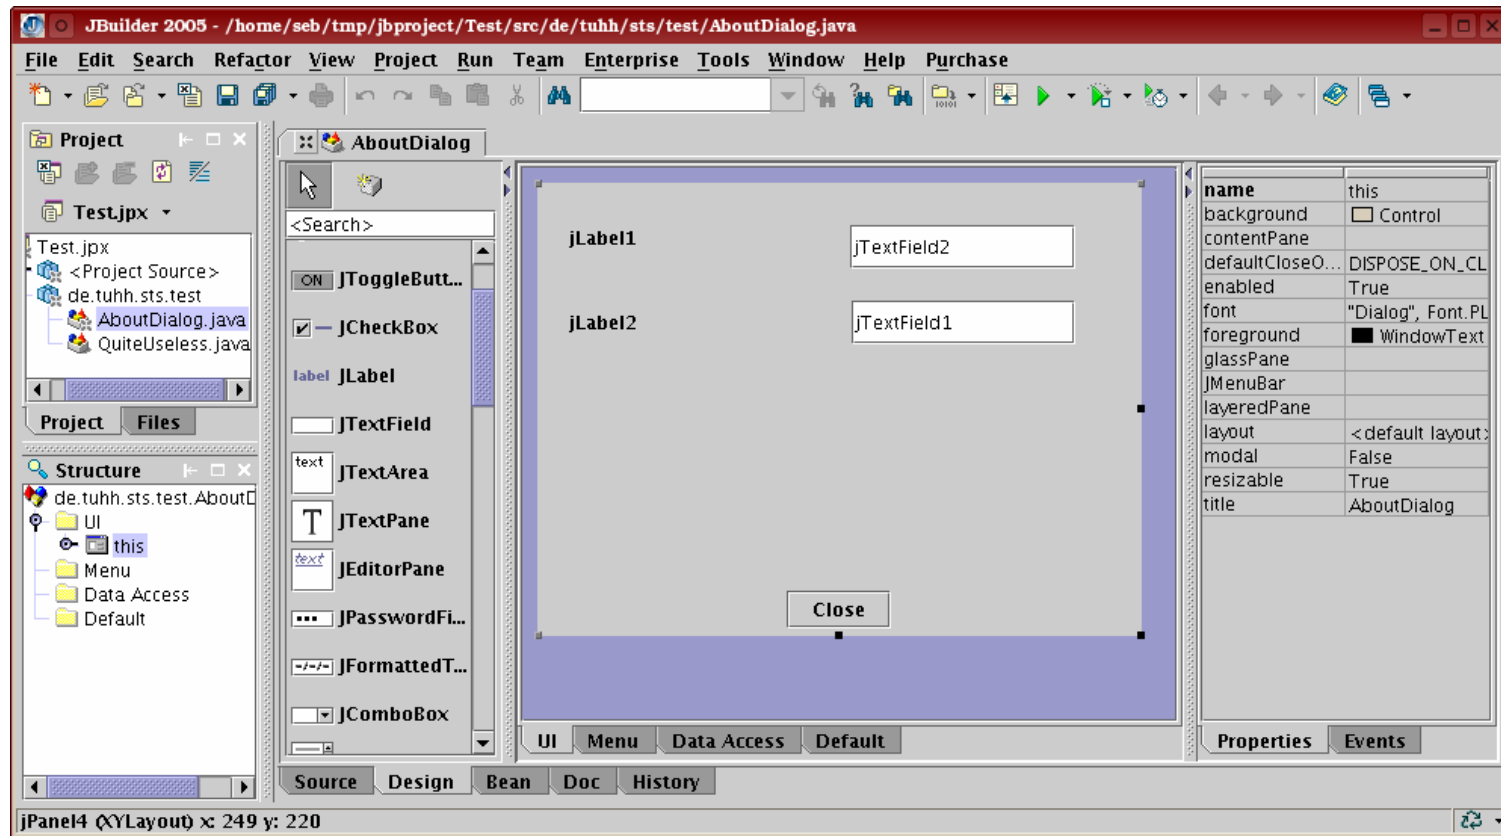 JBuilder 2005 - /home/seb/tmp/jbproject/Test/src/de/tuhh/sts/test/AboutDialog.java
File Edit Search Refactor View Project Run Team Enterprise Tools Window Help Purchase
Project
Test.jpx
Test.jpx
<Project Source>
de.tuhh.sts.test
AboutDialog.java
QuiteUseless.java
Project Files
Structure
de.tuhh.sts.test.AboutD
UI
this
Menu
Data Access
Default
AboutDialog
<Search>
ON JToggleButt...
JCheckBox
label JLabel
JTextField
text JTextArea
T JTextPane
text JEditorPane
JPasswordFi...
JFormattedT...
JComboBox
jLabel1 jTextField2
jLabel2 jTextField1
Close
UI Menu Data Access Default
name this
background Control
contentPane
defaultCloseO... DISPOSE_ON_CL
enabled True
font "Dialog", Font.PL
foreground WindowText
glassPane
JMenuBar
layeredPane
layout <default layout>
modal False
resizable True
title AboutDialog
Properties Events
Source Design Bean Doc History
jPanel4 (XYLayout) x: 249 y: 220